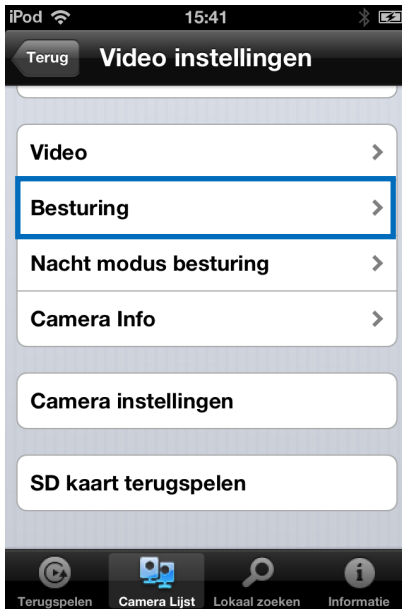 iPod 15:41
Terug Video instellingen
Video
Besturing
Nacht modus besturing
Camera Info
Camera instellingen
SD kaart terugspelen
Terugspelen Camera Lijst Lokaal zoeken Informatie